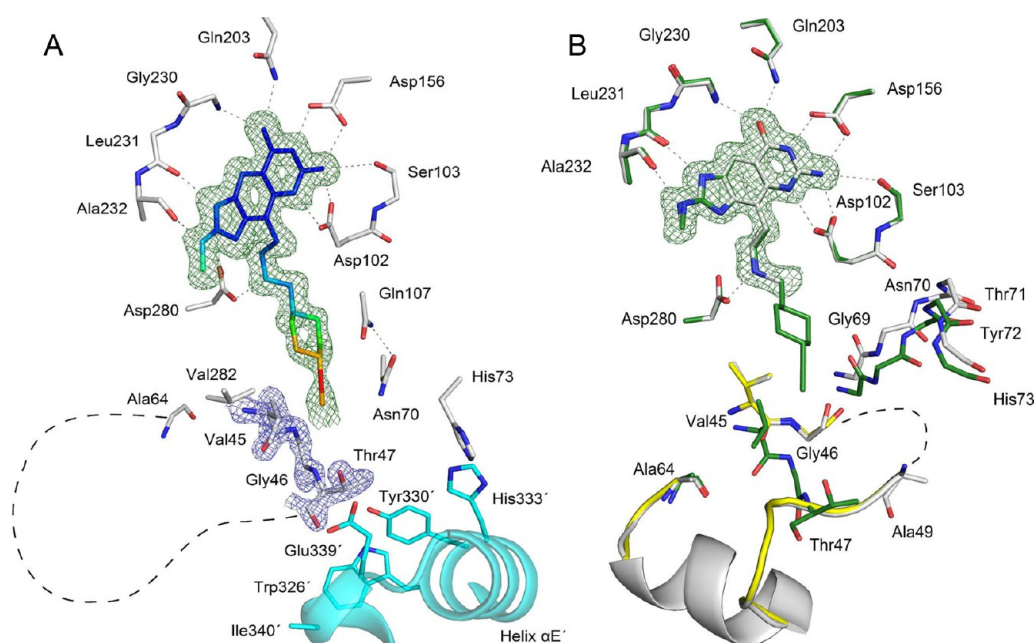 A
Gln203
Gly230
Asp156
Leu231
Ser103
Ala232
Asp102
Gln107
Asp280
Val282
His73
Ala64
Asn70
Val45
Thr47
Gly46
Tyr330´
His333´
Glu339´
Trp326´
Ile340´
Helix αE´
B
Gln203
Gly230
Leu231
Asp156
Ala232
Ser103
Asp102
Asn70
Thr71
Asp280
Gly69
Tyr72
His73
Val45
Gly46
Ala64
Ala49
Thr47